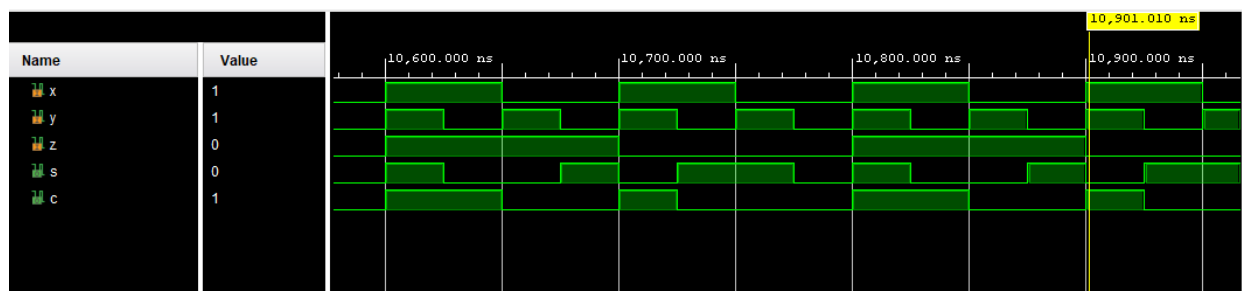 10,901.010 ns
Name Value
10,600.000 ns 10,700.000 ns 10,800.000 ns 10,900.000 ns
x 1
y 1
z 0
s 0
c 1